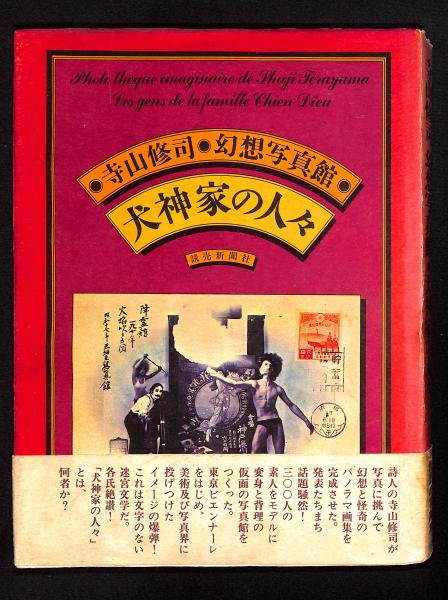 Photothèque imaginaire de Shuji Terayama
Les gens de la famille Chien Dieu
●寺山修司●幻想写真館●
犬神家の人々
読売新聞社
詩人の寺山修司が
写真に挑んで
幻想と怪奇の
パノラマ画集を
完成させた。
発表たちまち
話題騒然！
三〇〇人の
素人をモデルに
変身と背理の
仮面の写真館を
つくった。
東京ビエンナーレ
をはじめ、
美術及び写真界に
投げつけた
イメージの爆弾！
これは文字のない
迷宮文学だ。
各氏絶讃！
「犬神家の人々」
とは、
何者か？